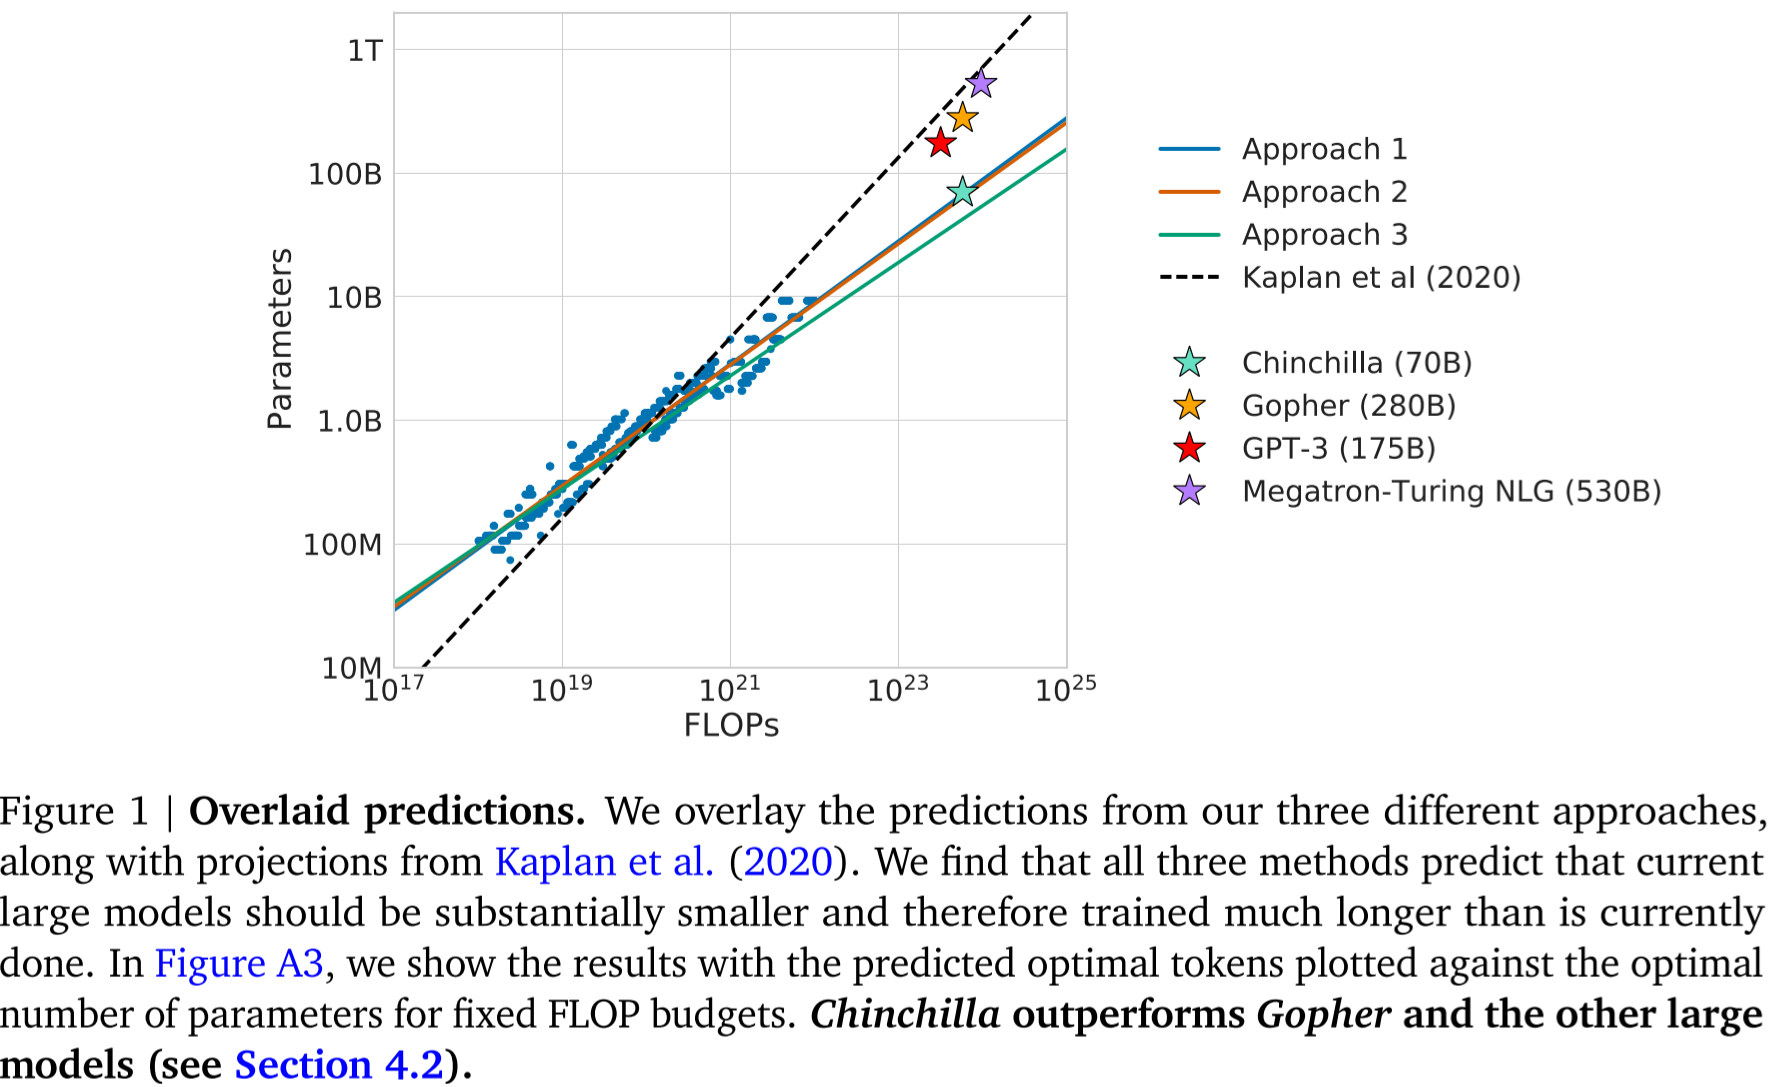 1T
100B
10B
1.0B
100M
10M
Parameters
10^17
10^19
10^21
10^23
10^25
FLOPs
Approach 1
Approach 2
Approach 3
Kaplan et al (2020)
Chinchilla (70B)
Gopher (280B)
GPT-3 (175B)
Megatron-Turing NLG (530B)
Figure 1 | Overlaid predictions. We overlay the predictions from our three different approaches,
along with projections from Kaplan et al. (2020). We find that all three methods predict that current
large models should be substantially smaller and therefore trained much longer than is currently
done. In Figure A3, we show the results with the predicted optimal tokens plotted against the optimal
number of parameters for fixed FLOP budgets. Chinchilla outperforms Gopher and the other large
models (see Section 4.2).